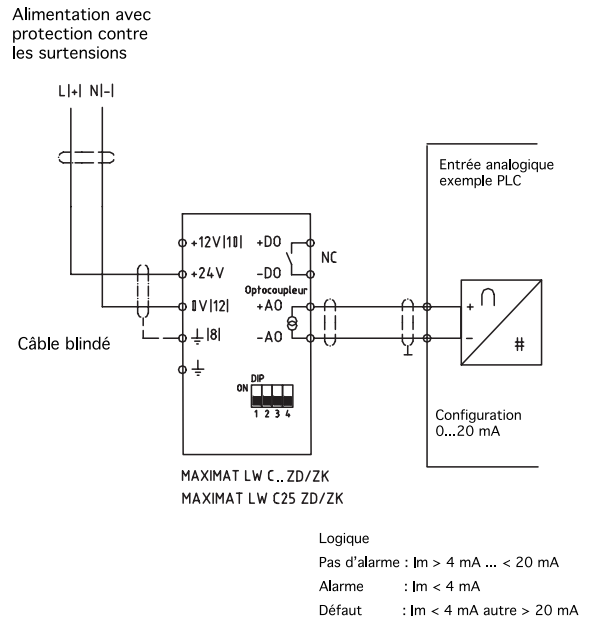 Alimentation avec
protection contre
les surtensions
L|+| N|-|
Entrée analogique
exemple PLC
+12V|10| +DO
NC
+24V -DO
Optocoupleur
0V|12| +AO
+
Câble blindé
|8| -AO
-
#
DIP
ON
1 2 3 4
Configuration
0...20 mA
MAXIMAT LW C.. ZD/ZK
MAXIMAT LW C25 ZD/ZK
Logique
Pas d'alarme : Im > 4 mA ... < 20 mA
Alarme : Im < 4 mA
Défaut : Im < 4 mA autre > 20 mA